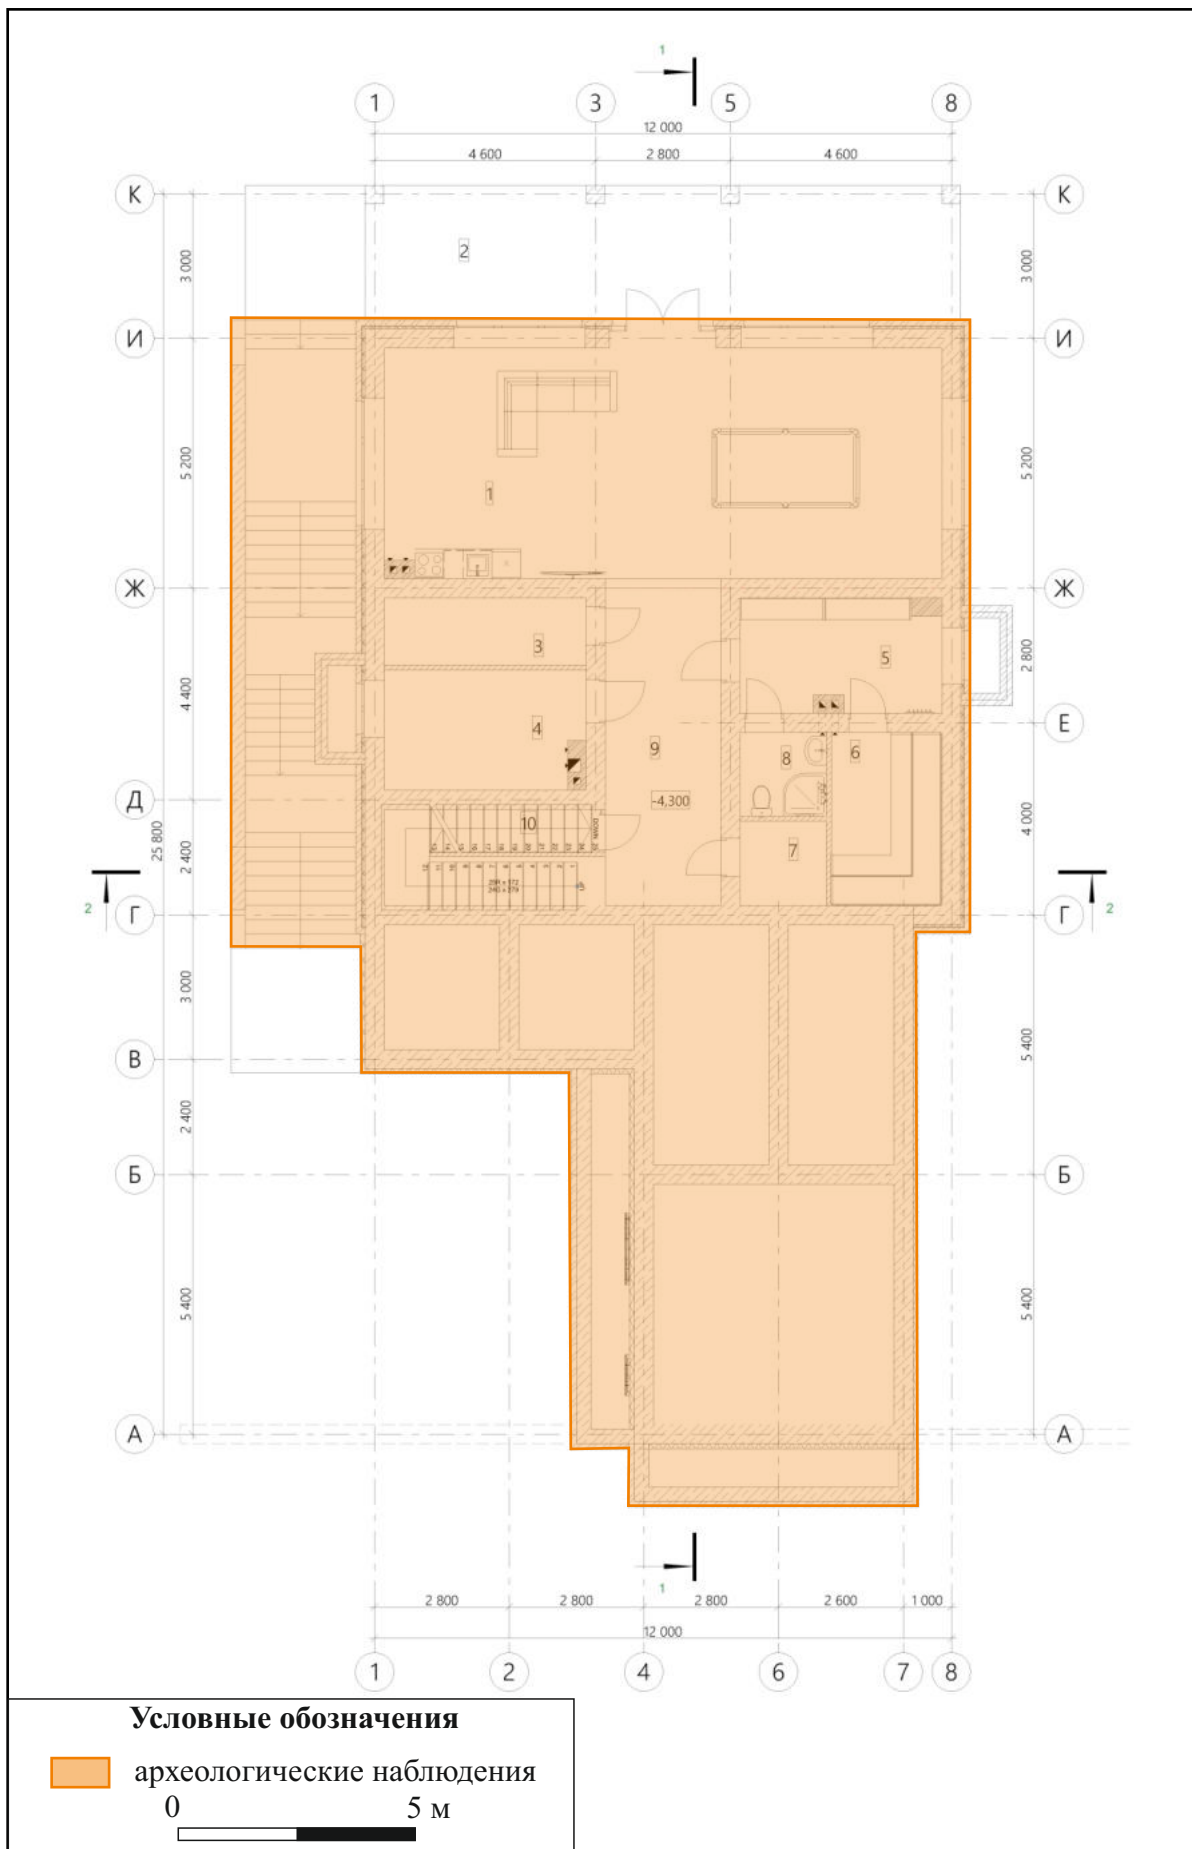 1
1 3 5 8
12 000
4 600 2 800 4 600
К К
3 000 2 3 000
И И
5 200 1 5 200
Ж Ж
3 5 2 800
4 400 4 9 8 6 Е
Д -4,300
10 DOWN 4 000
25 800 2 400 7
2 Г Г 2
3 000
В 5 400
2 400
Б Б
5 400 5 400
А А
1
2 800 2 800 2 800 2 600 1 000
12 000
1 2 4 6 7 8
Условные обозначения
археологические наблюдения
0 5 м